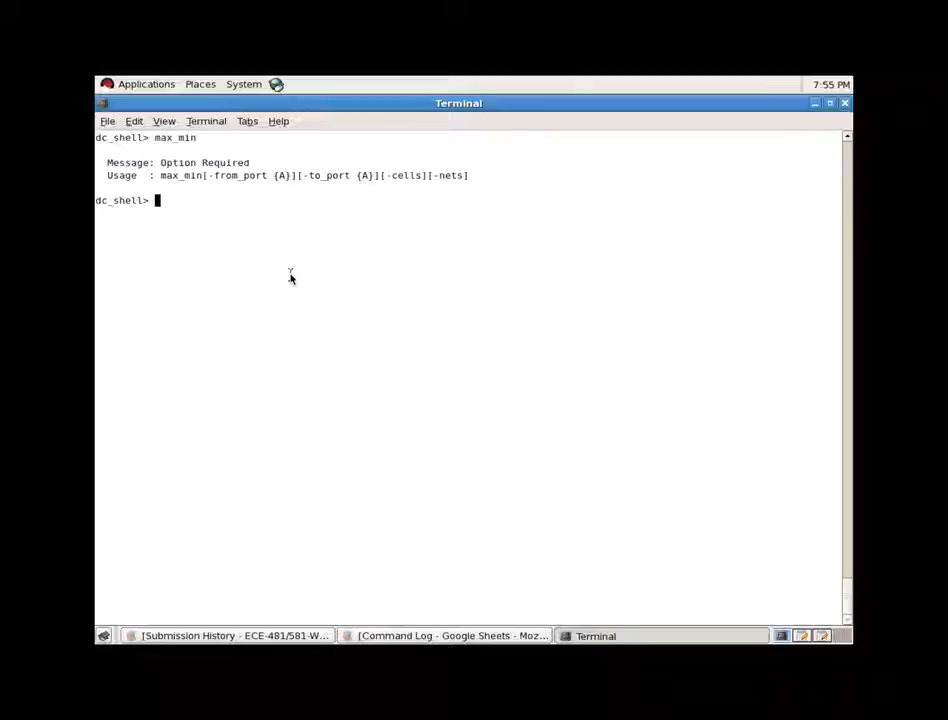 Applications Places System 7:55 PM
Terminal
File Edit View Terminal Tabs Help
dc_shell> max_min
Message: Option Required
Usage : max_min[-from_port {A}][-to_port {A}][-cells][-nets]
dc_shell>
[Submission History - ECE-481/581-W... [Command Log - Google Sheets - Moz... Terminal